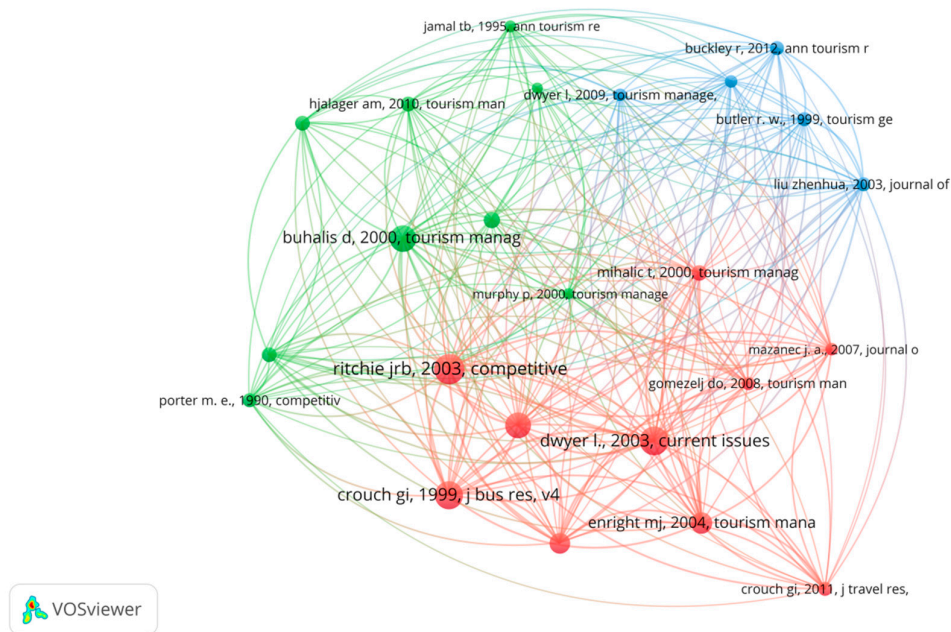 jamal tb, 1995, ann tourism re
buckley r, 2012, ann tourism r
dwyer l, 2009, tourism manage,
hjalager am, 2010, tourism man
butler r. w., 1999, tourism ge
liu zhenhua, 2003, journal of
buhalis d, 2000, tourism manag
mihalic t, 2000, tourism manag
murphy p, 2000, tourism manage
mazanec j. a., 2007, journal o
ritchie jrb, 2003, competitive
gomezelj do, 2008, tourism man
porter m. e., 1990, competitiv
dwyer l., 2003, current issues
crouch gi, 1999, j bus res, v4
enright mj, 2004, tourism mana
crouch gi, 2011, j travel res,
VOSviewer